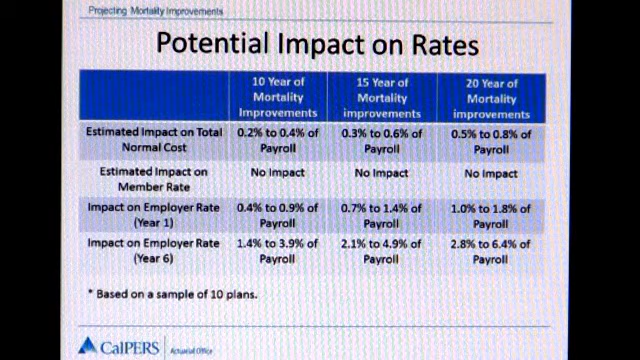 Projecting Mortality Improvements
Potential Impact on Rates
10 Year of Mortality Improvements
15 Year of Mortality improvements
20 Year of Mortality improvements
Estimated Impact on Total Normal Cost
0.2% to 0.4% of Payroll
0.3% to 0.6% of Payroll
0.5% to 0.8% of Payroll
Estimated Impact on Member Rate
No Impact
No Impact
No Impact
Impact on Employer Rate (Year 1)
0.4% to 0.9% of Payroll
0.7% to 1.4% of Payroll
1.0% to 1.8% of Payroll
Impact on Employer Rate (Year 6)
1.4% to 3.9% of Payroll
2.1% to 4.9% of Payroll
2.8% to 6.4% of Payroll
* Based on a sample of 10 plans.
CalPERS
Actuarial Office